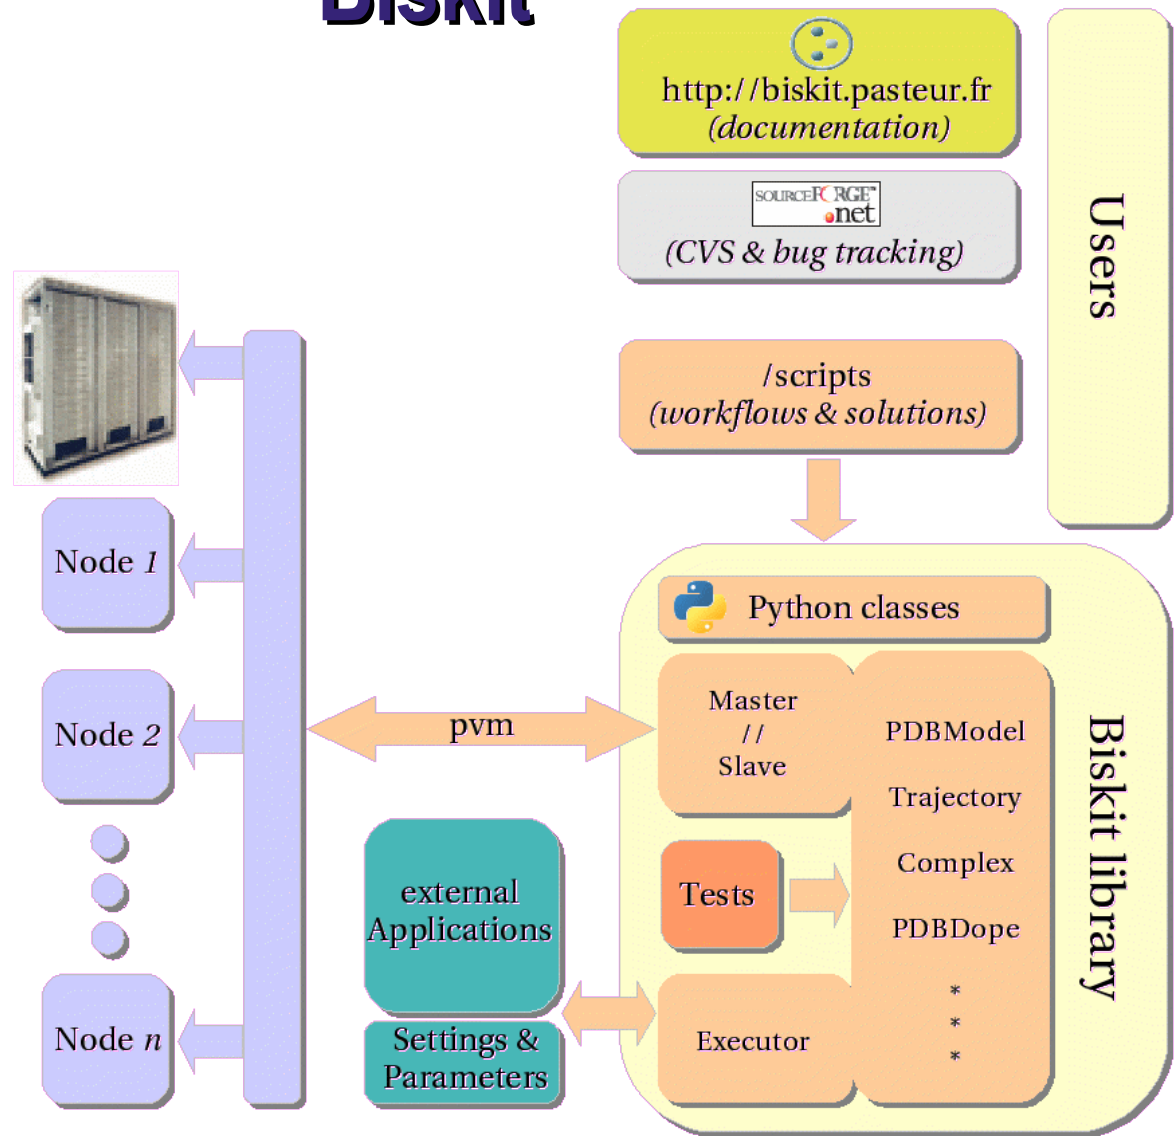 Biskit
http://biskit.pasteur.fr
(documentation)
SOURCEFORGE™
.net
(CVS & bug tracking)
Users
/scripts
(workflows & solutions)
Node 1
Node 2
Node n
pvm
external
Applications
Settings &
Parameters
Python classes
Master
//
Slave
Tests
Executor
PDBModel
Trajectory
Complex
PDBDope
*
*
*
Biskit library